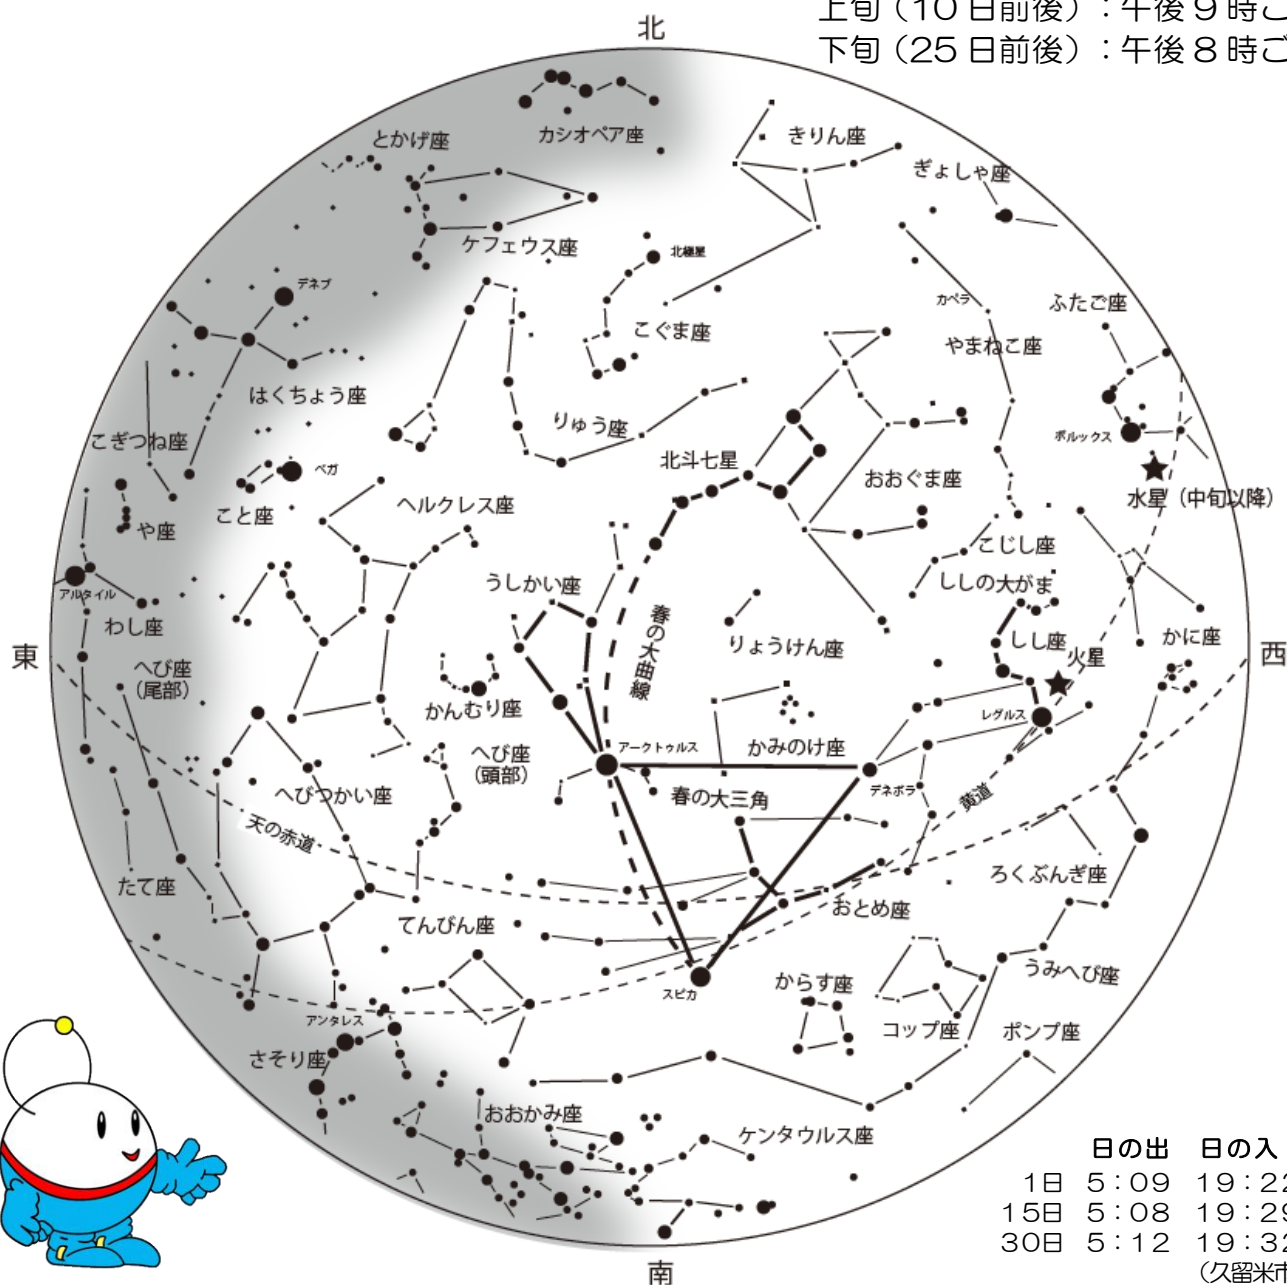 上旬（10日前後）：午後9時ご
下旬（25日前後）：午後8時ご
北
とかげ座
カシオペア座
きりん座
ぎょしゃ座
ケフェウス座
北極星
デネブ
カペラ
ふたご座
こぐま座
やまねこ座
はくちょう座
りゅう座
こぎつね座
ポルックス
北斗七星
ベガ
おおぐま座
水星（中旬以降）
ヘルクレス座
こと座
や座
こじし座
ししの大がま
うしかい座
アルタイル
わし座
春の大曲線
りょうけん座
しし座
かに座
東
西
火星
へび座
（尾部）
かんむり座
レグルス
へび座
（頭部）
アークトゥルス
かみのけ座
へびつかい座
春の大三角
デネボラ
黄道
天の赤道
たて座
ろくぶんぎ座
おとめ座
てんびん座
うみへび座
スピカ
からす座
コップ座
ポンプ座
アンタレス
さそり座
おおかみ座
ケンタウルス座
日の出 日の入
1日 5：09 19：22
15日 5：08 19：29
30日 5：12 19：32
（久留米市
南